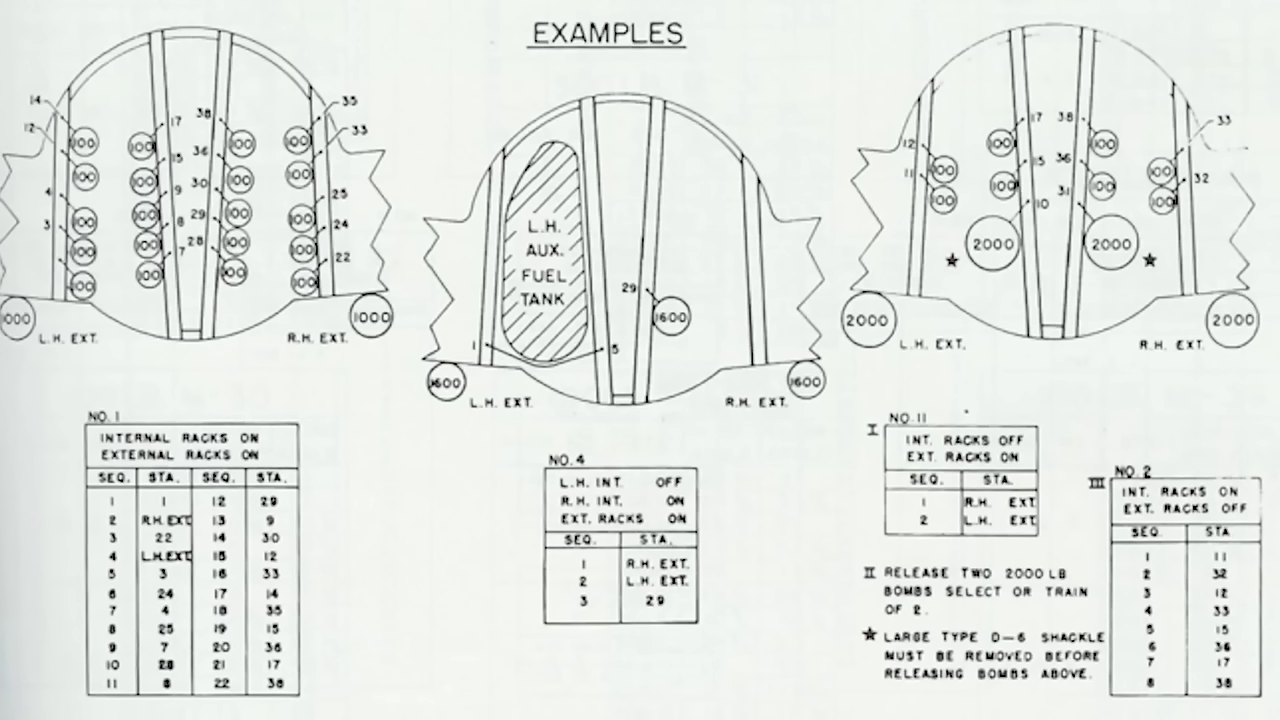 EXAMPLES
14
12
4
3
17
15
9
8
7
38
36
30
29
28
35
33
25
24
22
100 100 100 100
100 100 100 100
100 100 100 100
100 100 100 100
100 100 100 100
1000
1000
L.H. EXT.
R.H. EXT.
L.H.
AUX.
FUEL
TANK
29
1600
1
5
1600
1600
L.H. EXT.
R.H. EXT.
17
38
33
12
15
36
32
11
10
31
100 100
100 100
100 100
100 100
2000
2000
★
★
2000
2000
L.H. EXT.
R.H. EXT.
NO. 1
INTERNAL RACKS ON
EXTERNAL RACKS ON
SEQ. STA. SEQ. STA.
1 1 12 29
2 R.H. EXT. 13 9
3 22 14 30
4 L.H. EXT. 15 12
5 3 16 33
6 24 17 14
7 4 18 35
8 25 19 15
9 7 20 36
10 28 21 17
11 8 22 38
NO. 4
L.H. INT. OFF
R.H. INT. ON
EXT. RACKS ON
SEQ. STA.
1 R.H. EXT.
2 L.H. EXT.
3 29
I
NO. 11
INT. RACKS OFF
EXT. RACKS ON
SEQ. STA.
1 R.H. EXT.
2 L.H. EXT.
II RELEASE TWO 2000 LB
BOMBS SELECT OR TRAIN
OF 2.
★ LARGE TYPE D-6 SHACKLE
MUST BE REMOVED BEFORE
RELEASING BOMBS ABOVE.
III
NO. 2
INT. RACKS ON
EXT. RACKS OFF
SEQ. STA
1 11
2 32
3 12
4 33
5 15
6 36
7 17
8 38